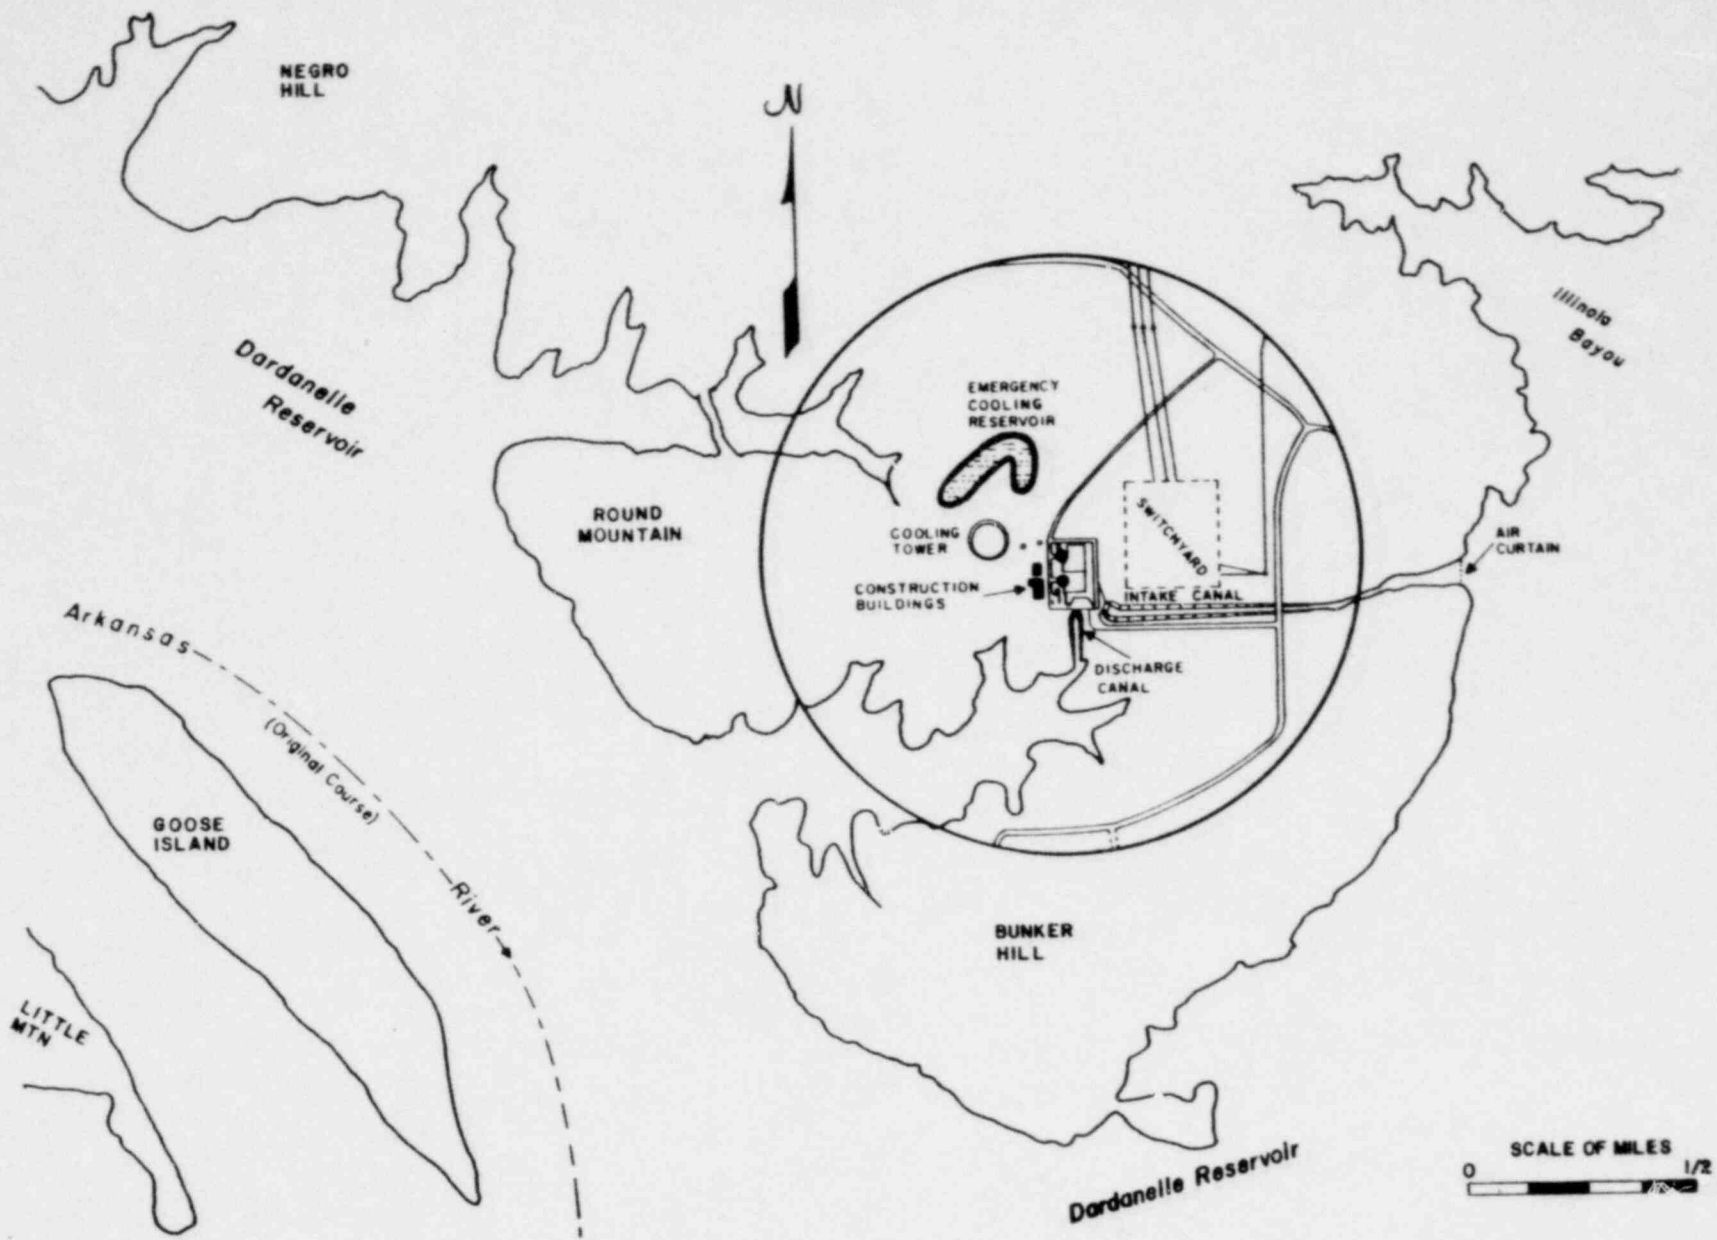 NEGRO
HILL
N
Illinois
Bayou
Dardanelle
Reservoir
EMERGENCY
COOLING
RESERVOIR
ROUND
MOUNTAIN
COOLING
TOWER
SWITCHYARD
AIR
CURTAIN
CONSTRUCTION
BUILDINGS
INTAKE CANAL
Arkansas
DISCHARGE
CANAL
(Original Course)
GOOSE
ISLAND
River
BUNKER
HILL
LITTLE
MTN
SCALE OF MILES
0 1/2
Dardanelle Reservoir